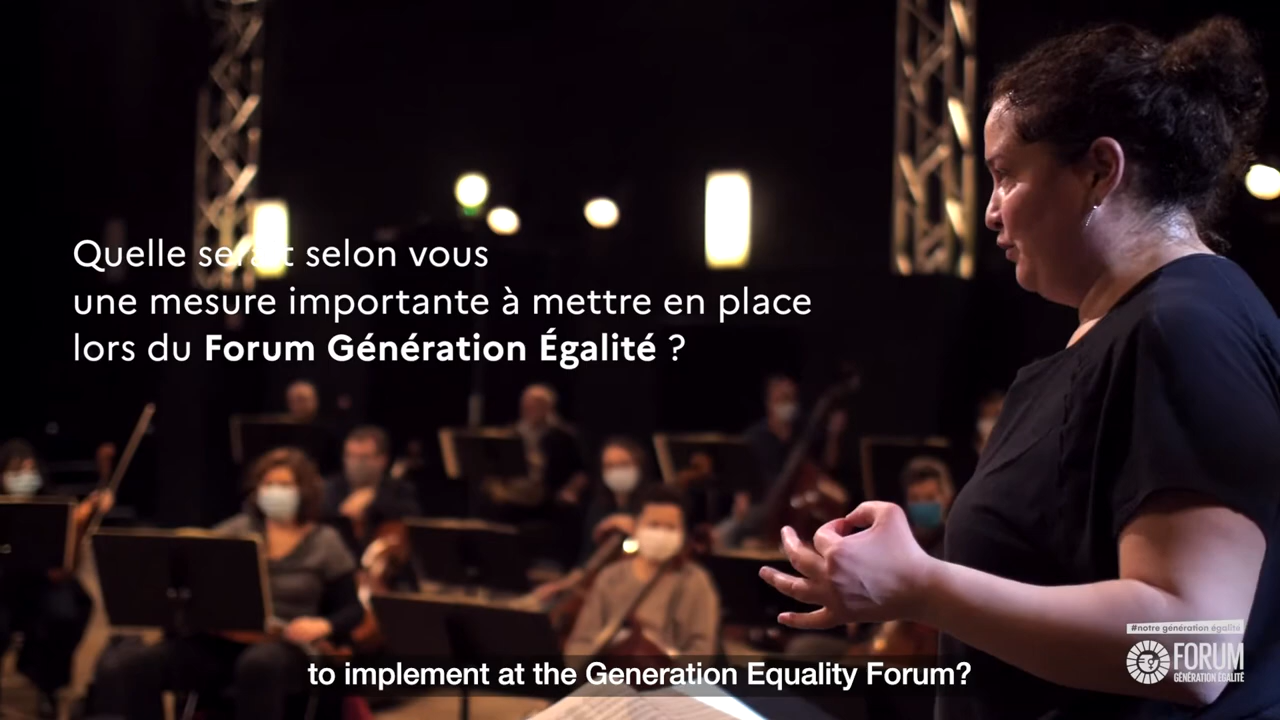 Quelle serait selon vous
une mesure importante à mettre en place
lors du Forum Génération Égalité ?
to implement at the Generation Equality Forum?
#notre génération égalité
FORUM
GÉNÉRATION ÉGALITÉ